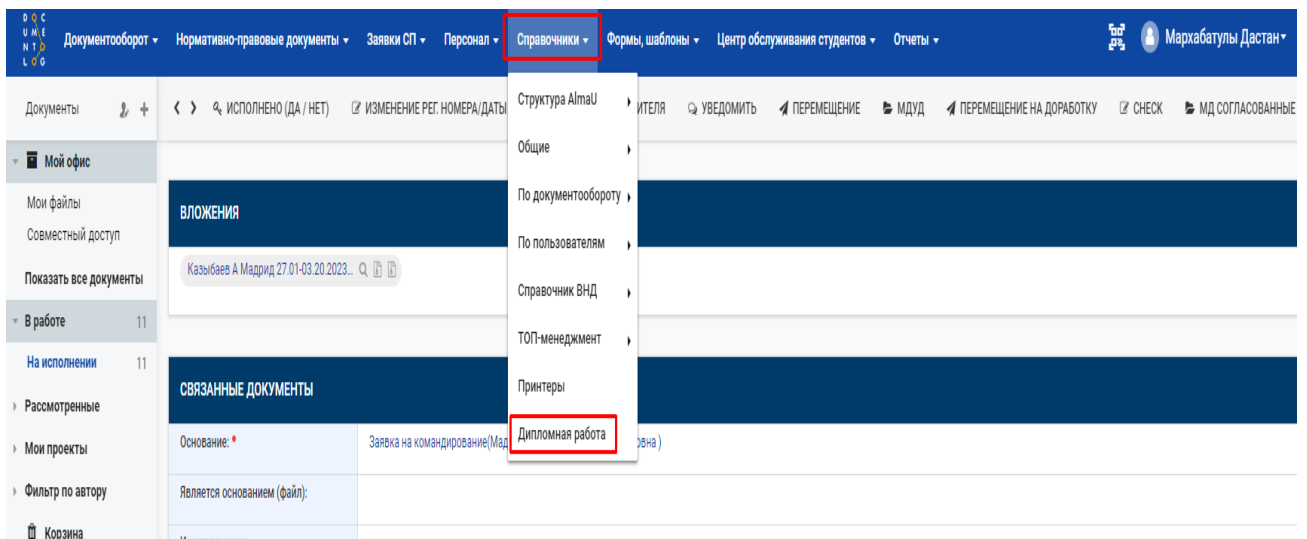 DOC
UME
NTO
LOG
Документооборот
Нормативно-правовые документы
Заявки СП
Персонал
Справочники
Формы, шаблоны
Центр обслуживания студентов
Отчеты
Мархабатулы Дастан
Документы
ИСПОЛНЕНО (ДА / НЕТ)
ИЗМЕНЕНИЕ РЕГ. НОМЕРА/ДАТЫ
ИТЕЛЯ
УВЕДОМИТЬ
ПЕРЕМЕЩЕНИЕ
МДУД
ПЕРЕМЕЩЕНИЕ НА ДОРАБОТКУ
CHECK
МД СОГЛАСОВАННЫЕ
Структура AlmaU
Общие
По документообороту
По пользователям
Справочник ВНД
ТОП-менеджмент
Принтеры
Дипломная работа
Мой офис
Мои файлы
Совместный доступ
Показать все документы
В работе 11
На исполнении 11
Рассмотренные
Мои проекты
Фильтр по автору
Корзина
ВЛОЖЕНИЯ
Казыбаев А Мадрид 27.01-03.20.2023...
СВЯЗАННЫЕ ДОКУМЕНТЫ
Основание: *
Заявка на командирование(Мад
овна )
Является основанием (файл):